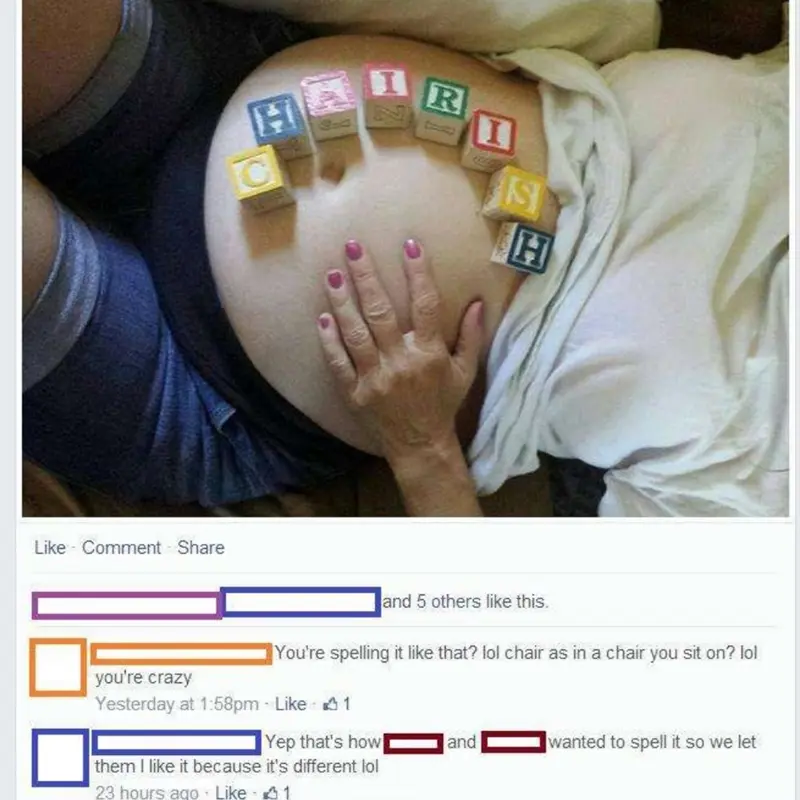 CHAIRISH
Like · Comment · Share
and 5 others like this.
You're spelling it like that? lol chair as in a chair you sit on? lol
you're crazy
Yesterday at 1:58pm · Like · 1
Yep that's how and wanted to spell it so we let
them I like it because it's different lol
23 hours ago · Like · 1